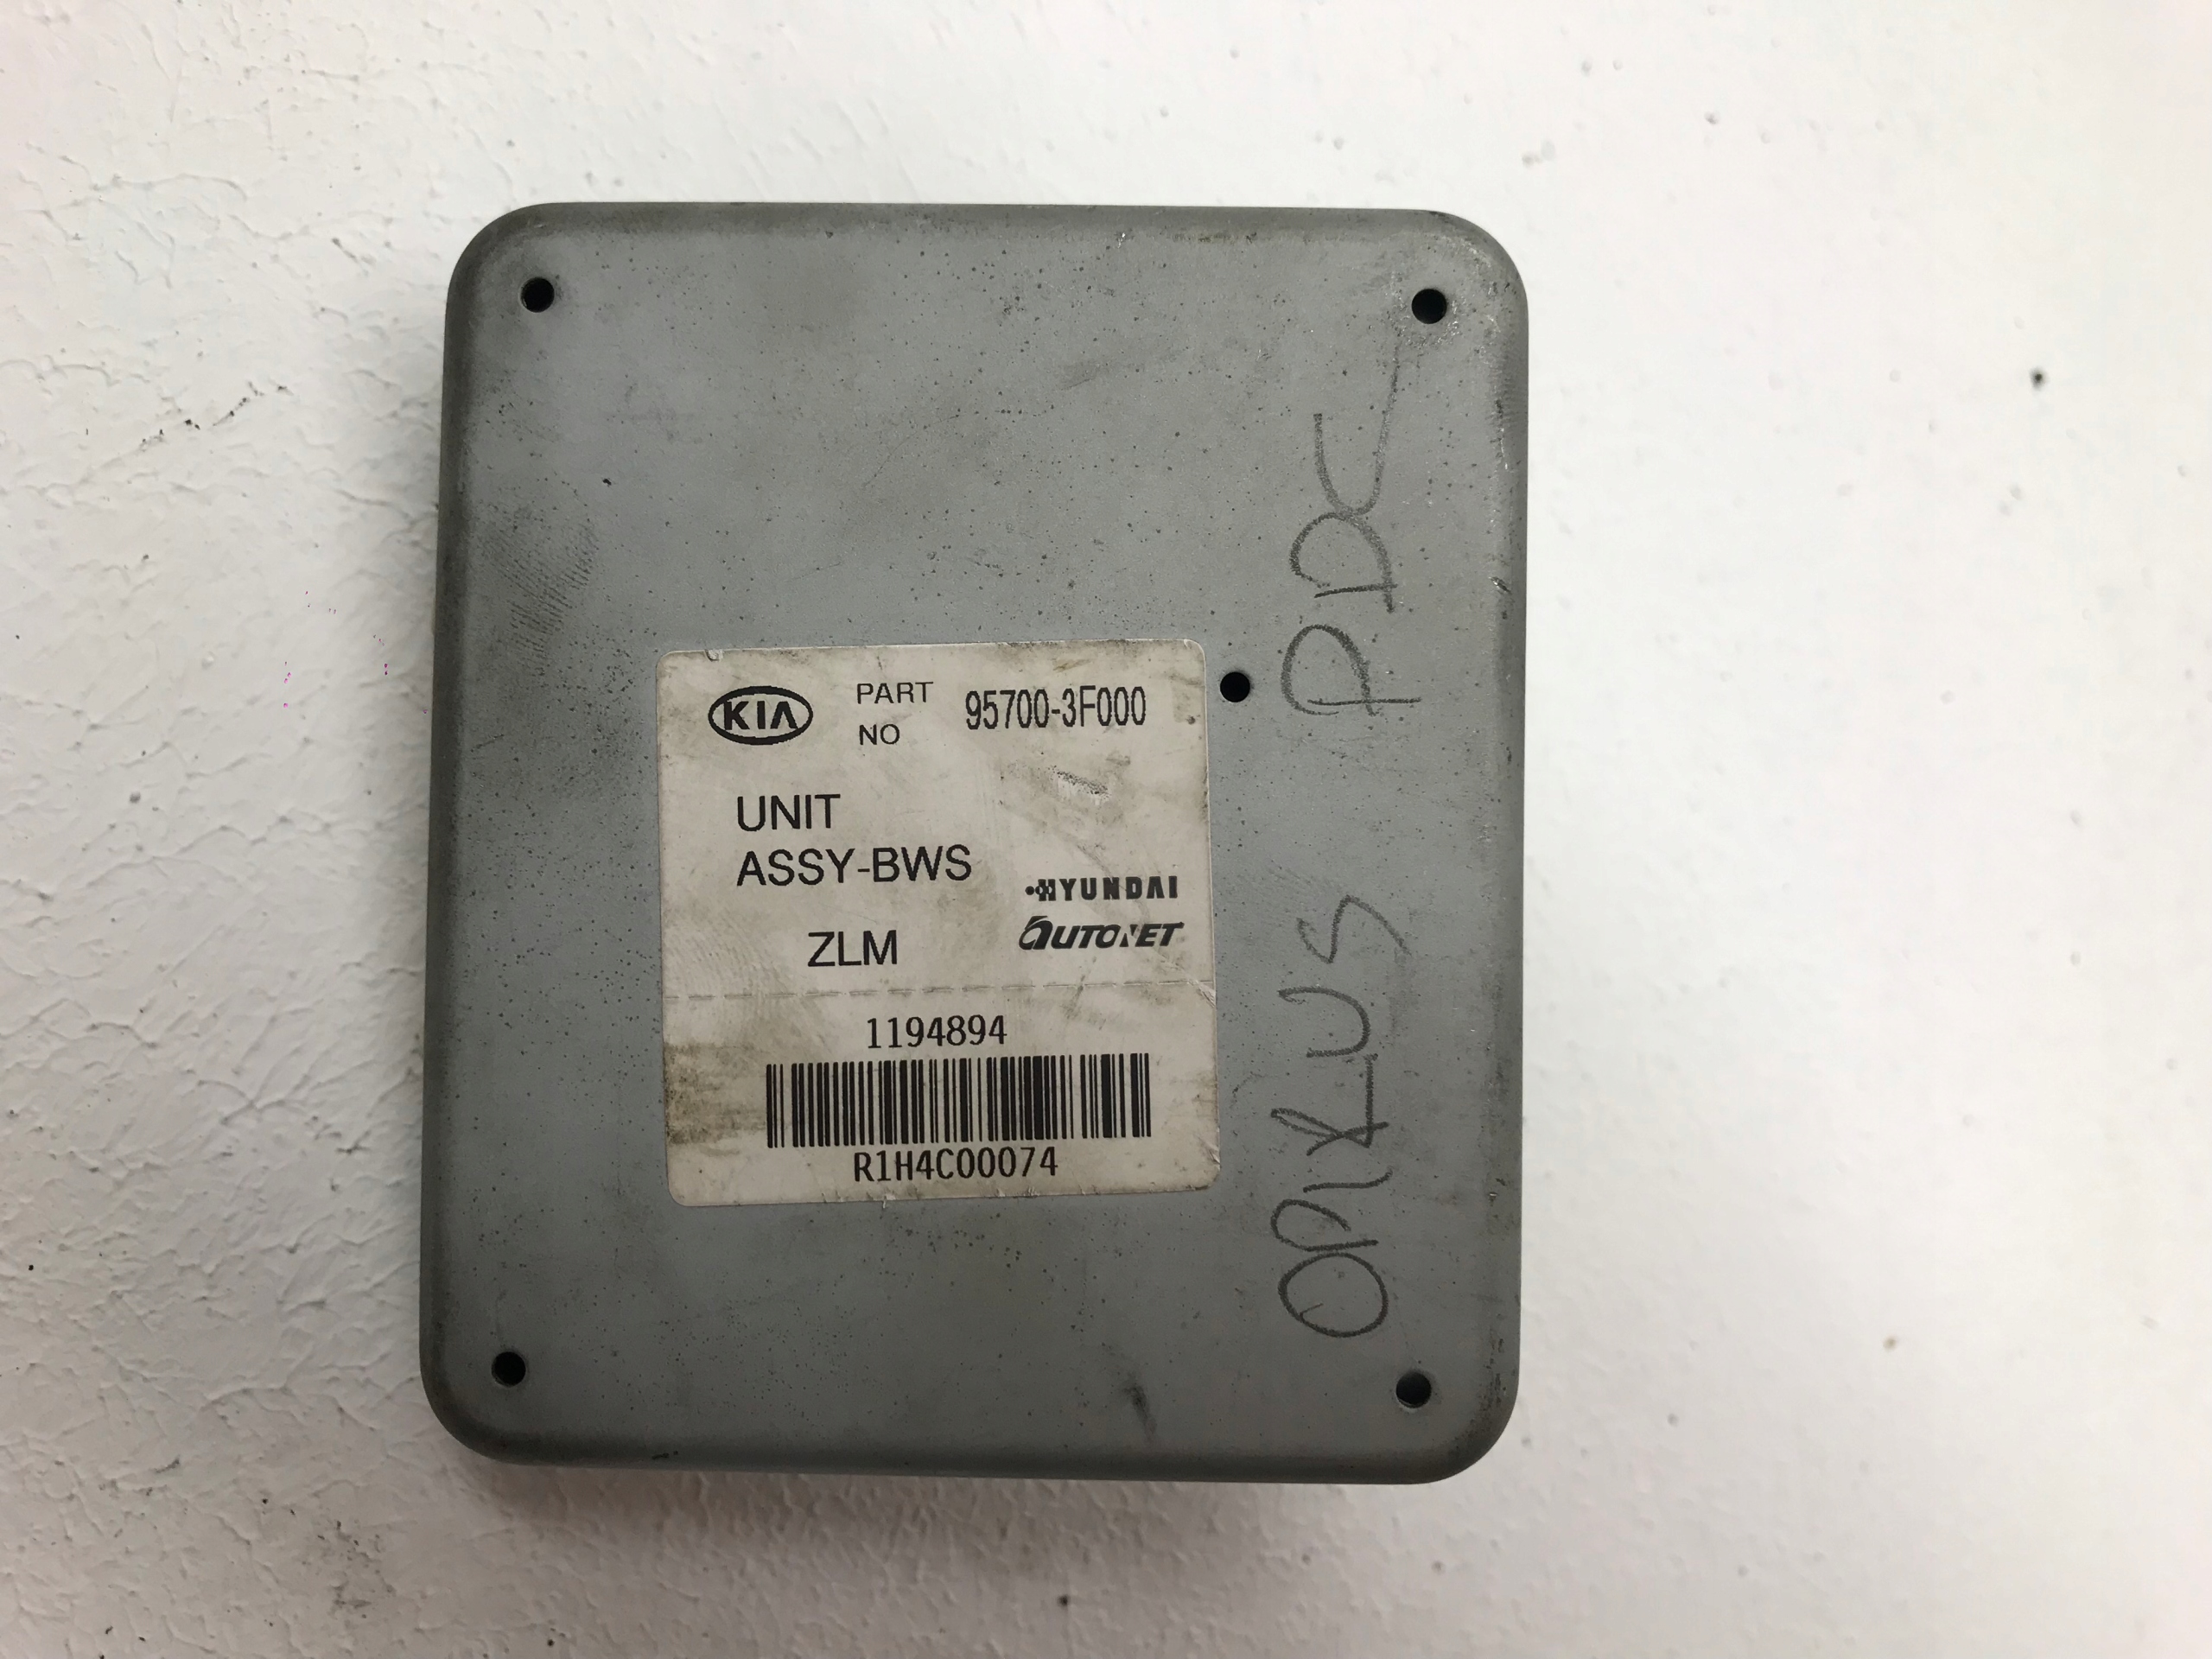 KIA
PART NO 95700-3F000
UNIT
ASSY-BWS
HYUNDAI
AUTONET
ZLM
1194894
R1H4C00074
OPIRUS PDC